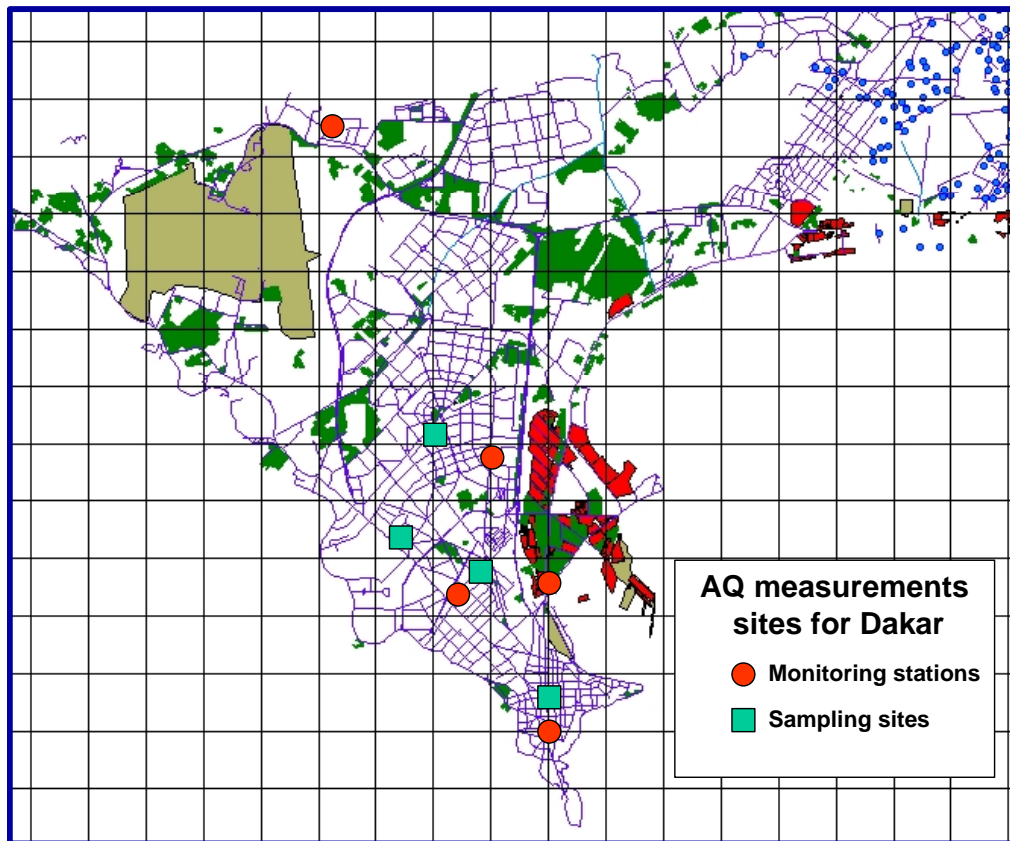 AQ measurements
sites for Dakar
Monitoring stations
Sampling sites